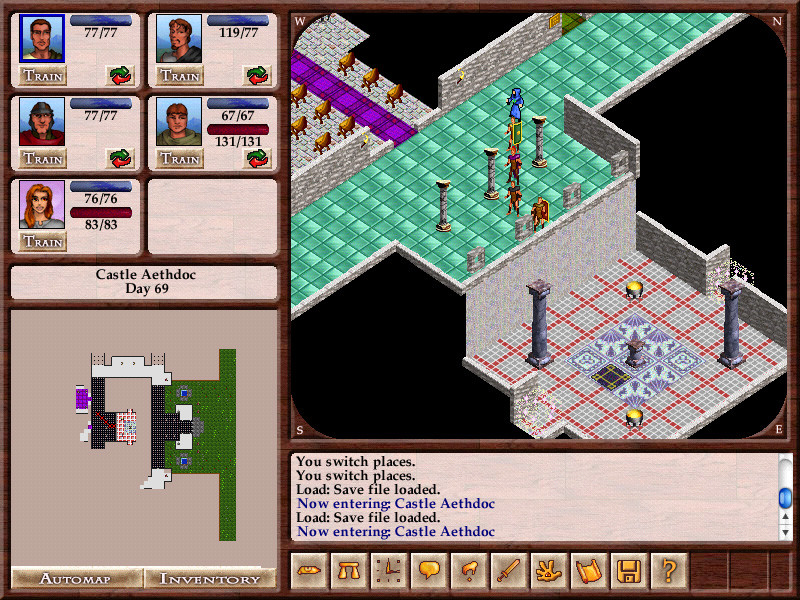 77/77
119/77
TRAIN
TRAIN
77/77
67/67
131/131
TRAIN
TRAIN
76/76
83/83
TRAIN
Castle Aethdoc
Day 69
AUTOMAP
INVENTORY
W
N
S
E
You switch places.
You switch places.
Load: Save file loaded.
Now entering: Castle Aethdoc
Load: Save file loaded.
Now entering: Castle Aethdoc
?